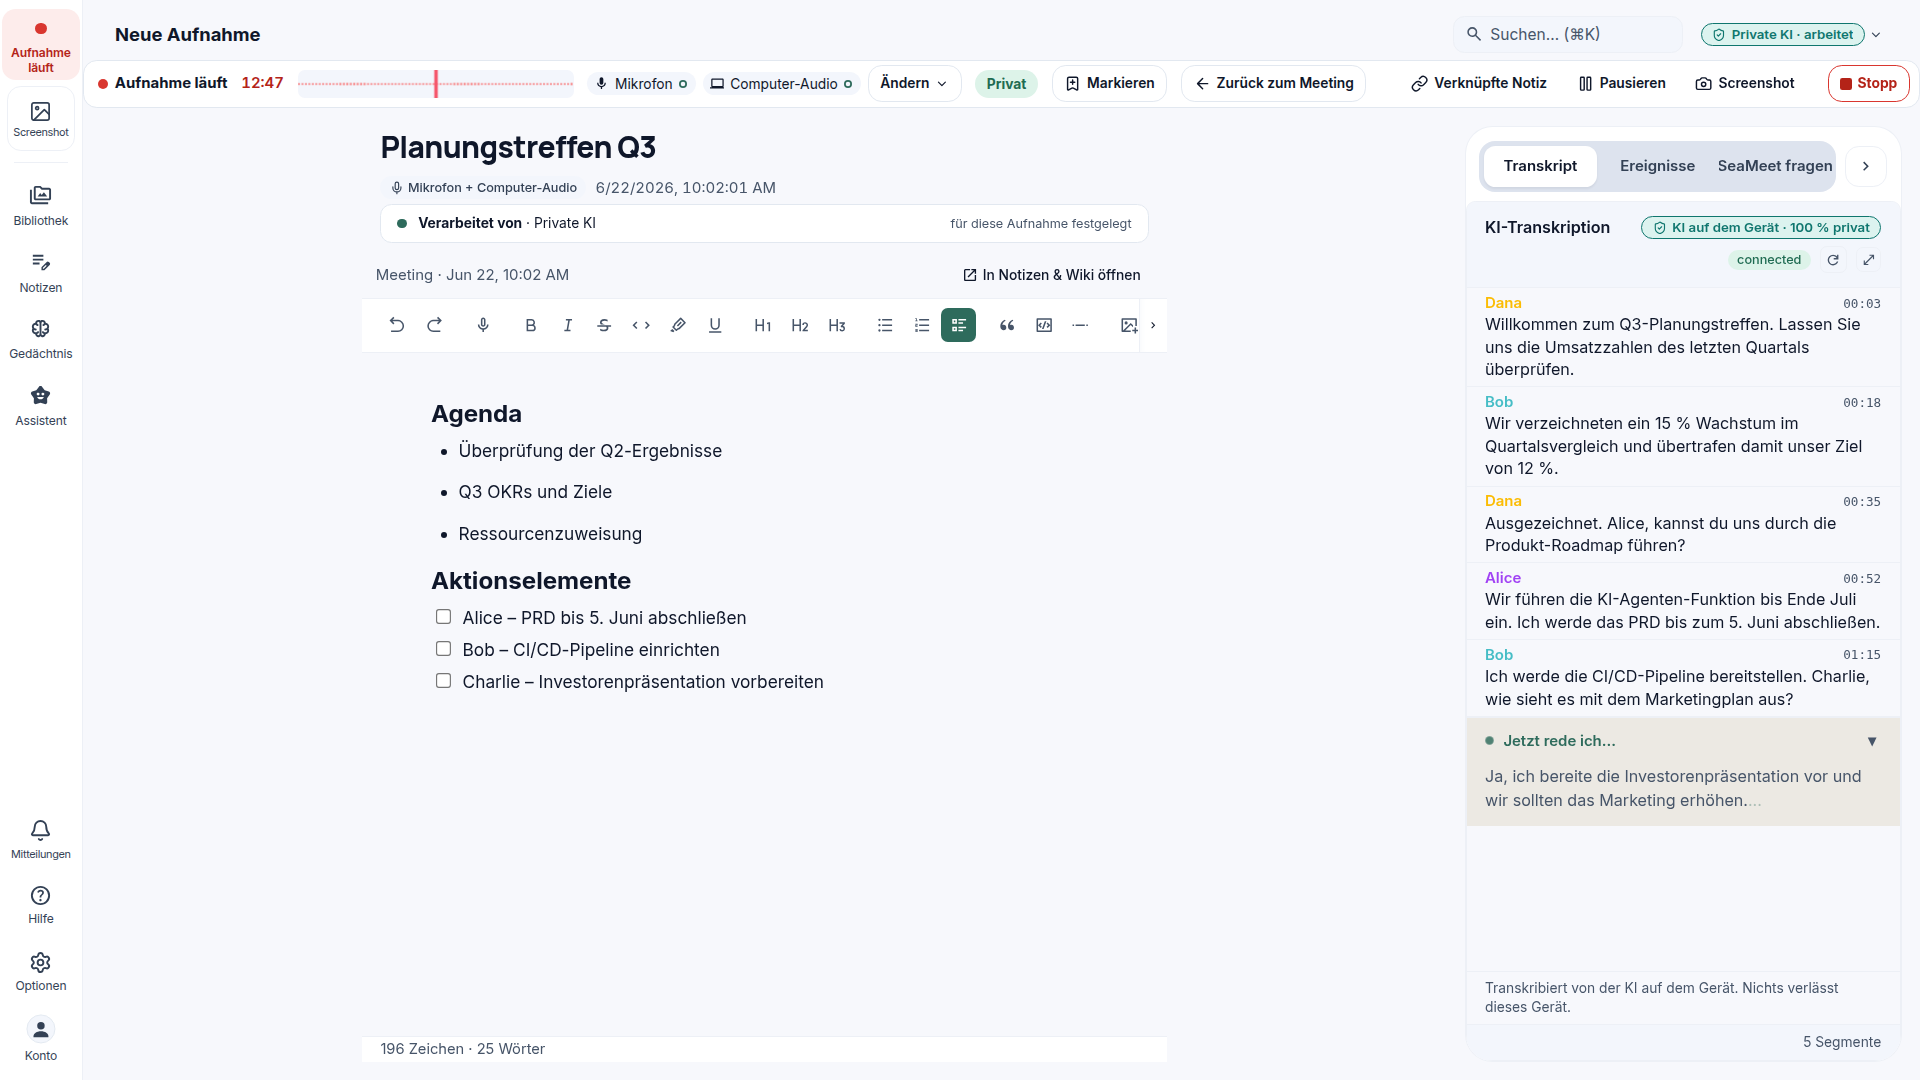 Aufnahme
läuft
Screenshot
Bibliothek
Notizen
Gedächtnis
Assistent
Mitteilungen
Hilfe
Optionen
Konto
Neue Aufnahme
Suchen... (⌘K)
Private KI · arbeitet
Aufnahme läuft 12:47
Mikrofon
Computer-Audio
Ändern
Privat
Markieren
Zurück zum Meeting
Verknüpfte Notiz
Pausieren
Screenshot
Stopp
Planungstreffen Q3
Mikrofon + Computer-Audio 6/22/2026, 10:02:01 AM
Verarbeitet von · Private KI
für diese Aufnahme festgelegt
Meeting · Jun 22, 10:02 AM
In Notizen & Wiki öffnen
B I S U H1 H2 H3
Agenda
• Überprüfung der Q2-Ergebnisse
• Q3 OKRs und Ziele
• Ressourcenzuweisung
Aktionselemente
Alice – PRD bis 5. Juni abschließen
Bob – CI/CD-Pipeline einrichten
Charlie – Investorenpräsentation vorbereiten
196 Zeichen · 25 Wörter
Transkript
Ereignisse
SeaMeet fragen
KI-Transkription
KI auf dem Gerät · 100 % privat
connected
Dana 00:03
Willkommen zum Q3-Planungstreffen. Lassen Sie
uns die Umsatzzahlen des letzten Quartals
überprüfen.
Bob 00:18
Wir verzeichneten ein 15 % Wachstum im
Quartalsvergleich und übertrafen damit unser Ziel
von 12 %.
Dana 00:35
Ausgezeichnet. Alice, kannst du uns durch die
Produkt-Roadmap führen?
Alice 00:52
Wir führen die KI-Agenten-Funktion bis Ende Juli
ein. Ich werde das PRD bis zum 5. Juni abschließen.
Bob 01:15
Ich werde die CI/CD-Pipeline bereitstellen. Charlie,
wie sieht es mit dem Marketingplan aus?
Jetzt rede ich...
Ja, ich bereite die Investorenpräsentation vor und
wir sollten das Marketing erhöhen....
Transkribiert von der KI auf dem Gerät. Nichts verlässt
dieses Gerät.
5 Segmente